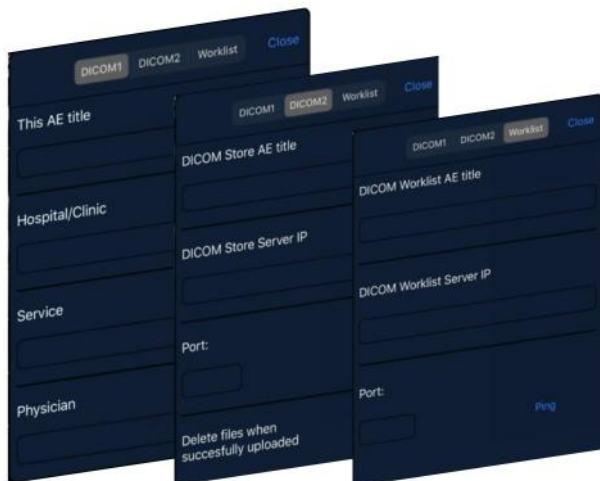 DICOM1 DICOM2 Worklist Close
This AE title
Hospital/Clinic
Service
Physician
DICOM1 DICOM2 Worklist Close
DICOM Store AE title
DICOM Store Server IP
Port:
Delete files when
succesfully uploaded
DICOM1 DICOM2 Worklist Close
DICOM Worklist AE title
DICOM Worklist Server IP
Port:
Ping